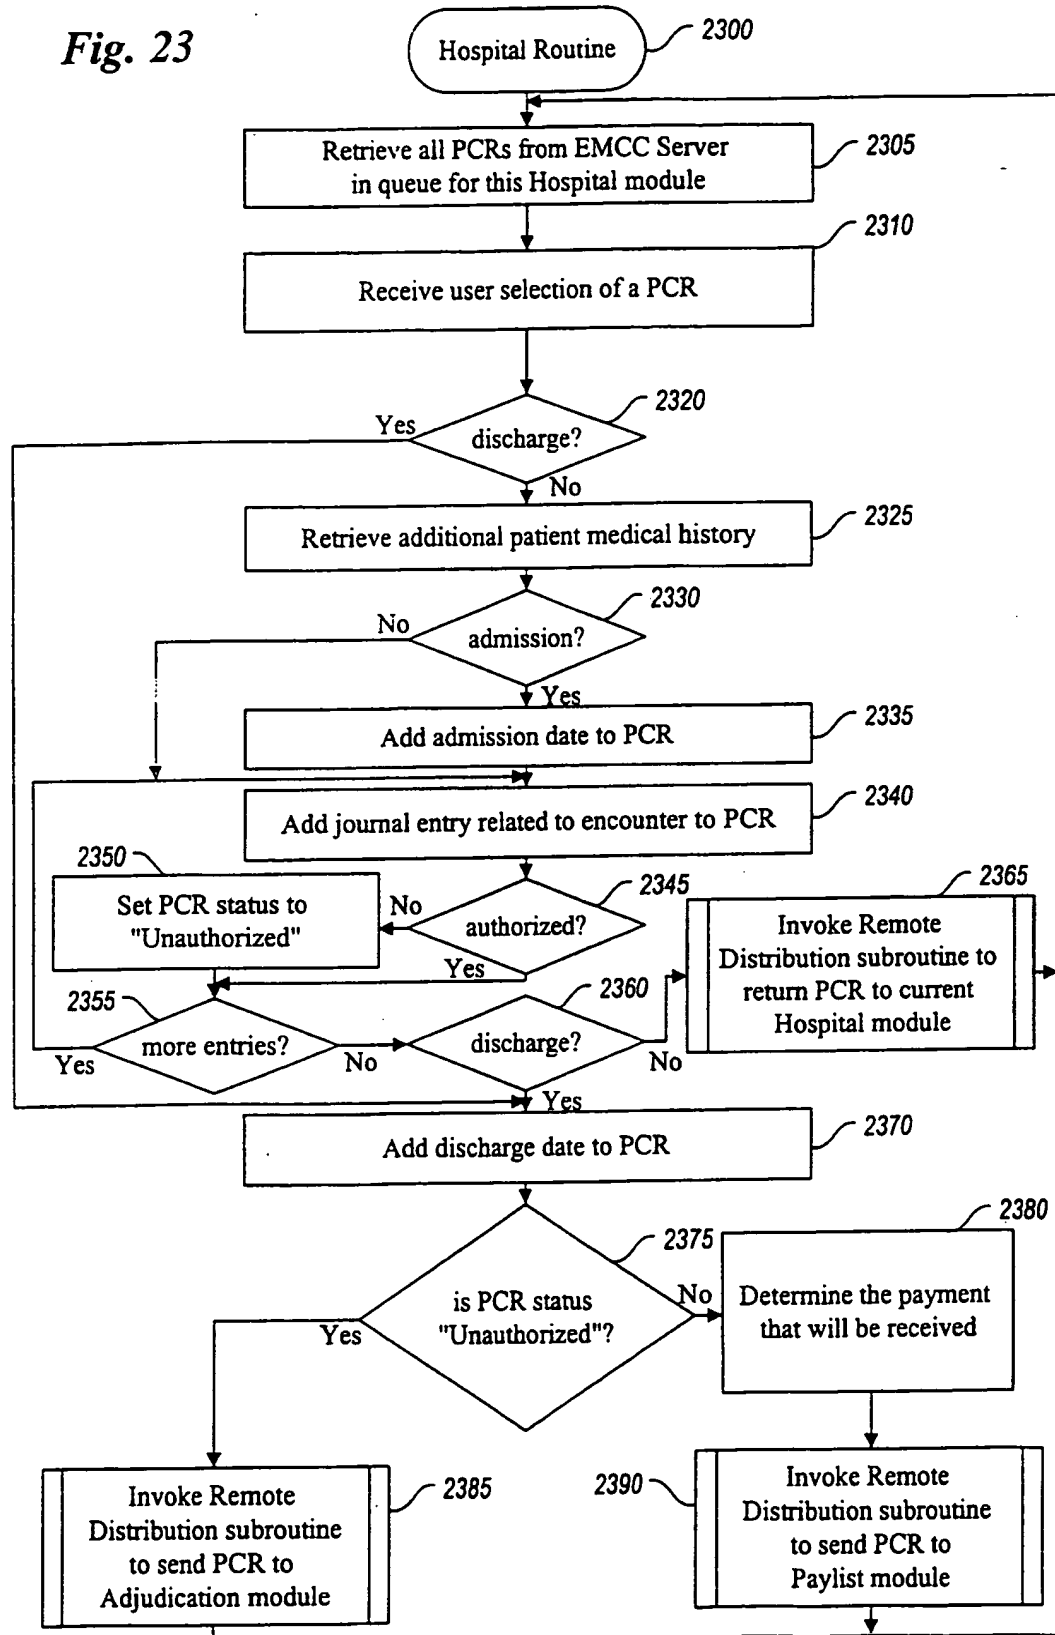 Fig. 23
Hospital Routine
2300
Retrieve all PCRs from EMCC Server
in queue for this Hospital module
2305
2310
Receive user selection of a PCR
2320
Yes
discharge?
No
Retrieve additional patient medical history
2325
2330
No
admission?
Yes
Add admission date to PCR
2335
Add journal entry related to encounter to PCR
2340
2350
Set PCR status to
"Unauthorized"
No
authorized?
2345
Yes
2365
Invoke Remote
Distribution subroutine to
return PCR to current
Hospital module
2355
more entries?
Yes
No
2360
discharge?
No
Yes
Add discharge date to PCR
2370
2375
is PCR status
"Unauthorized"?
Yes
No
2380
Determine the payment
that will be received
Invoke Remote
Distribution subroutine
to send PCR to
Adjudication module
2385
2390
Invoke Remote
Distribution subroutine
to send PCR to
Paylist module